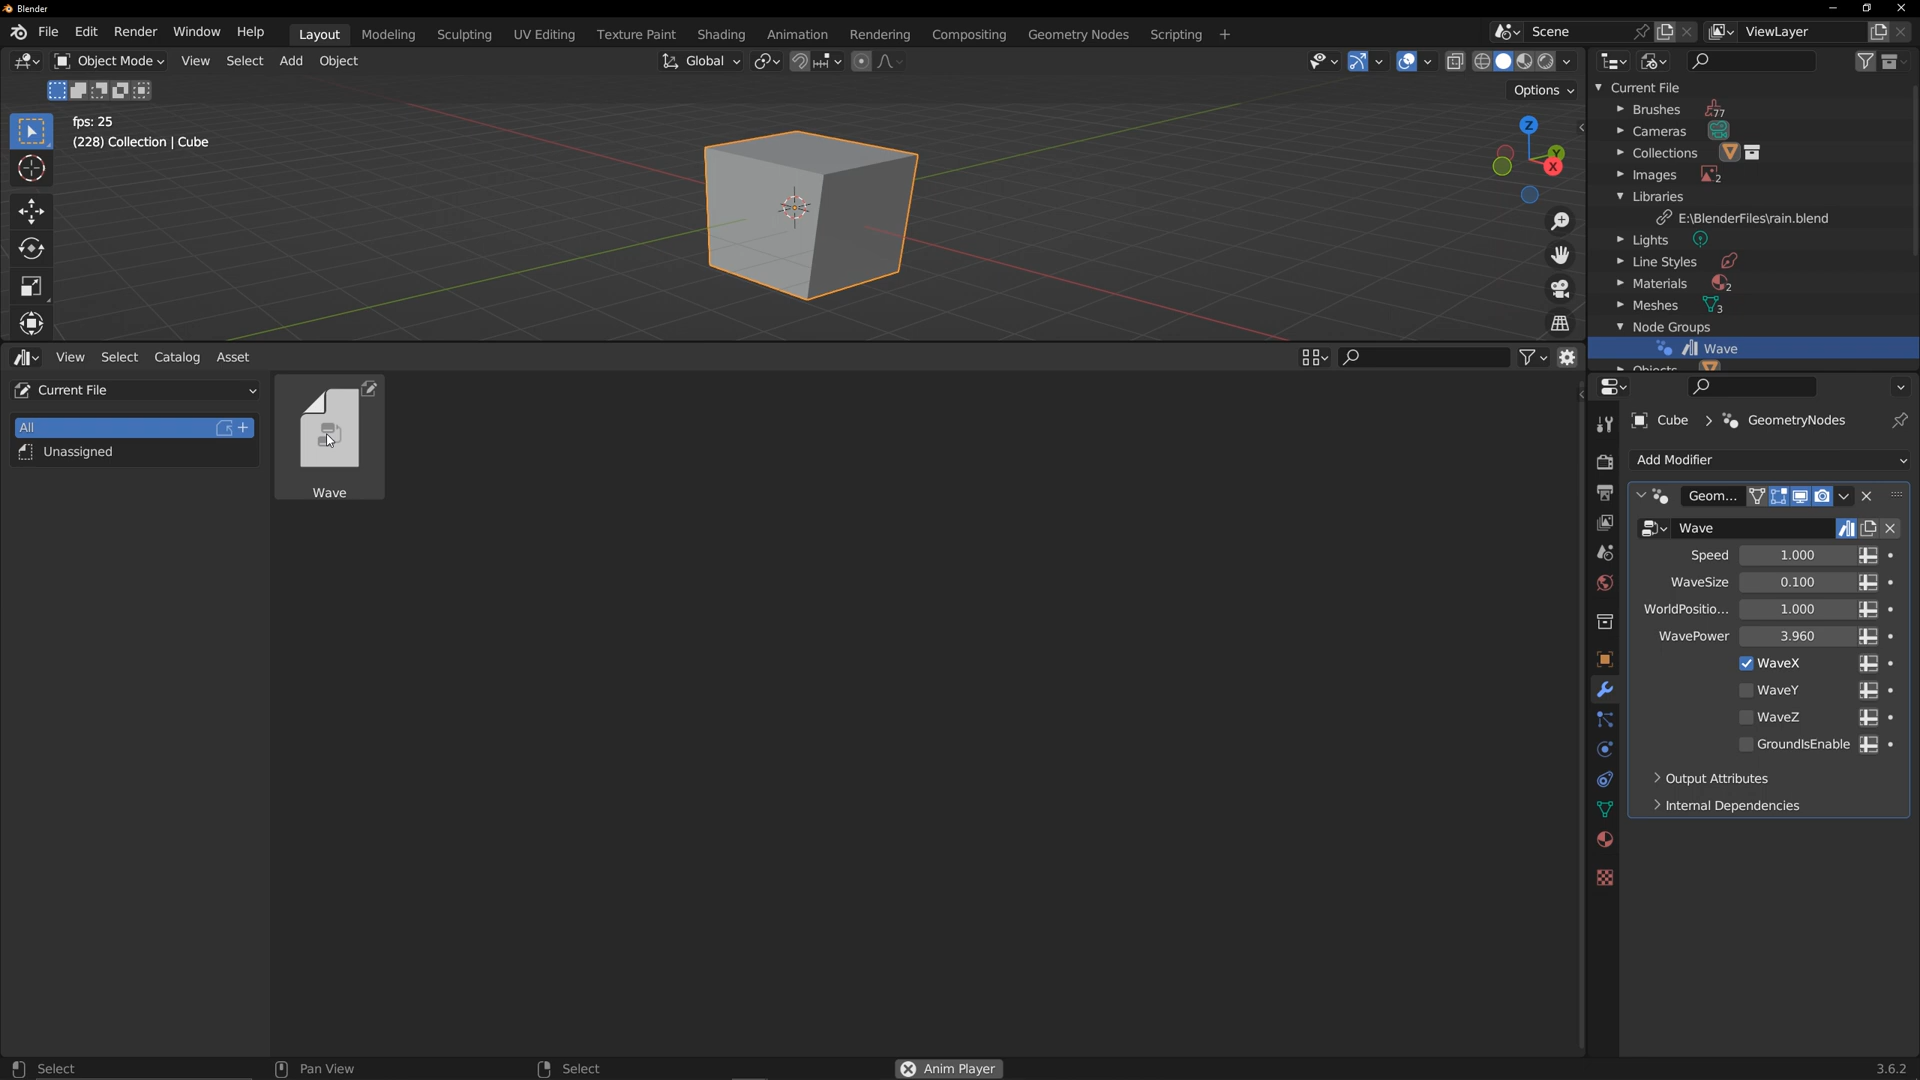 Blender
File Edit Render Window Help Layout Modeling Sculpting UV Editing Texture Paint Shading Animation Rendering Compositing Geometry Nodes Scripting + Scene ViewLayer
Object Mode View Select Add Object Global
Options
fps: 25
(228) Collection | Cube
Z
Y
X
Current File
Brushes 77
Cameras
Collections
Images 2
Libraries
E:\BlenderFiles\rain.blend
Lights
Line Styles
Materials 2
Meshes 3
Node Groups
Wave
Objects
View Select Catalog Asset
Current File
All
Unassigned
Wave
Cube > GeometryNodes
Add Modifier
Geom...
Wave
Speed 1.000
WaveSize 0.100
WorldPositio... 1.000
WavePower 3.960
WaveX
WaveY
WaveZ
GroundIsEnable
Output Attributes
Internal Dependencies
Select Pan View Select Anim Player 3.6.2